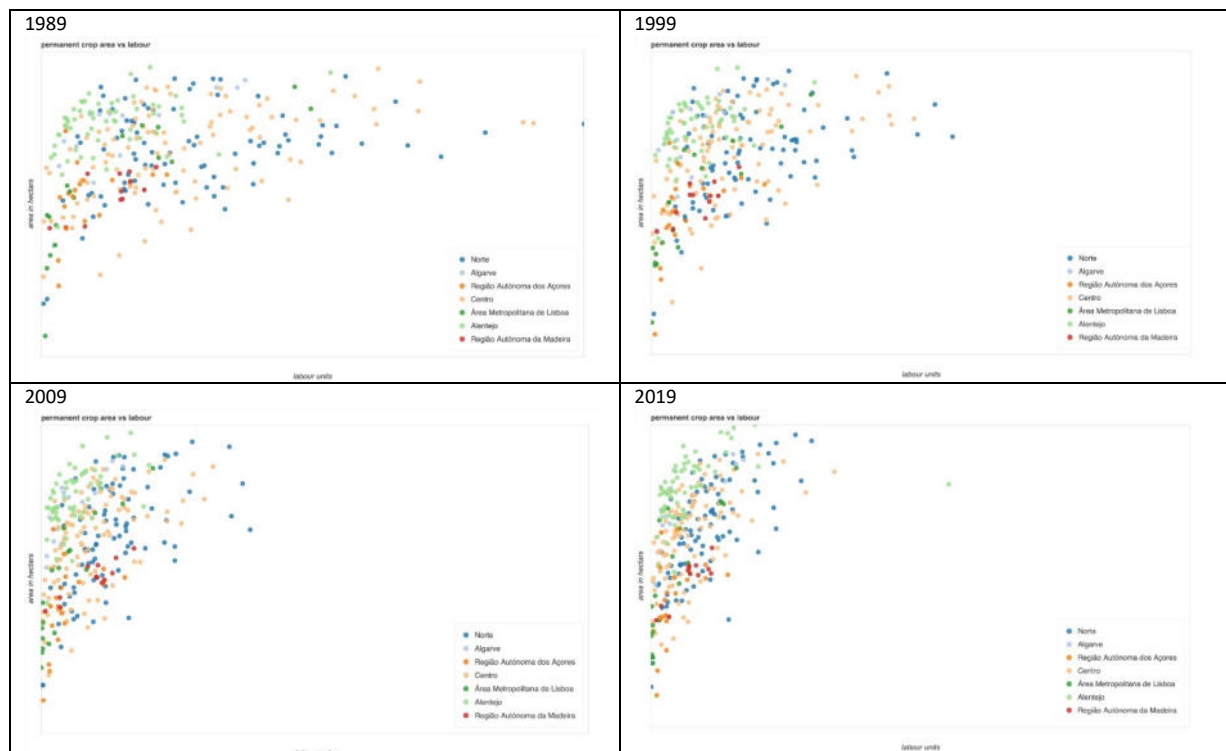 1989
permanent crop area vs labour
area in hectars
Norte
Algarve
Região Autónoma dos Açores
Centro
Área Metropolitana de Lisboa
Alentejo
Região Autónoma da Madeira
labour units
1999
permanent crop area vs labour
area in hectars
Norte
Algarve
Região Autónoma dos Açores
Centro
Área Metropolitana de Lisboa
Alentejo
Região Autónoma da Madeira
labour units
2009
permanent crop area vs labour
area in hectars
Norte
Algarve
Região Autónoma dos Açores
Centro
Área Metropolitana de Lisboa
Alentejo
Região Autónoma da Madeira
2019
permanent crop area vs labour
area in hectars
Norte
Algarve
Região Autónoma dos Açores
Centro
Área Metropolitana de Lisboa
Alentejo
Região Autónoma da Madeira
labour units